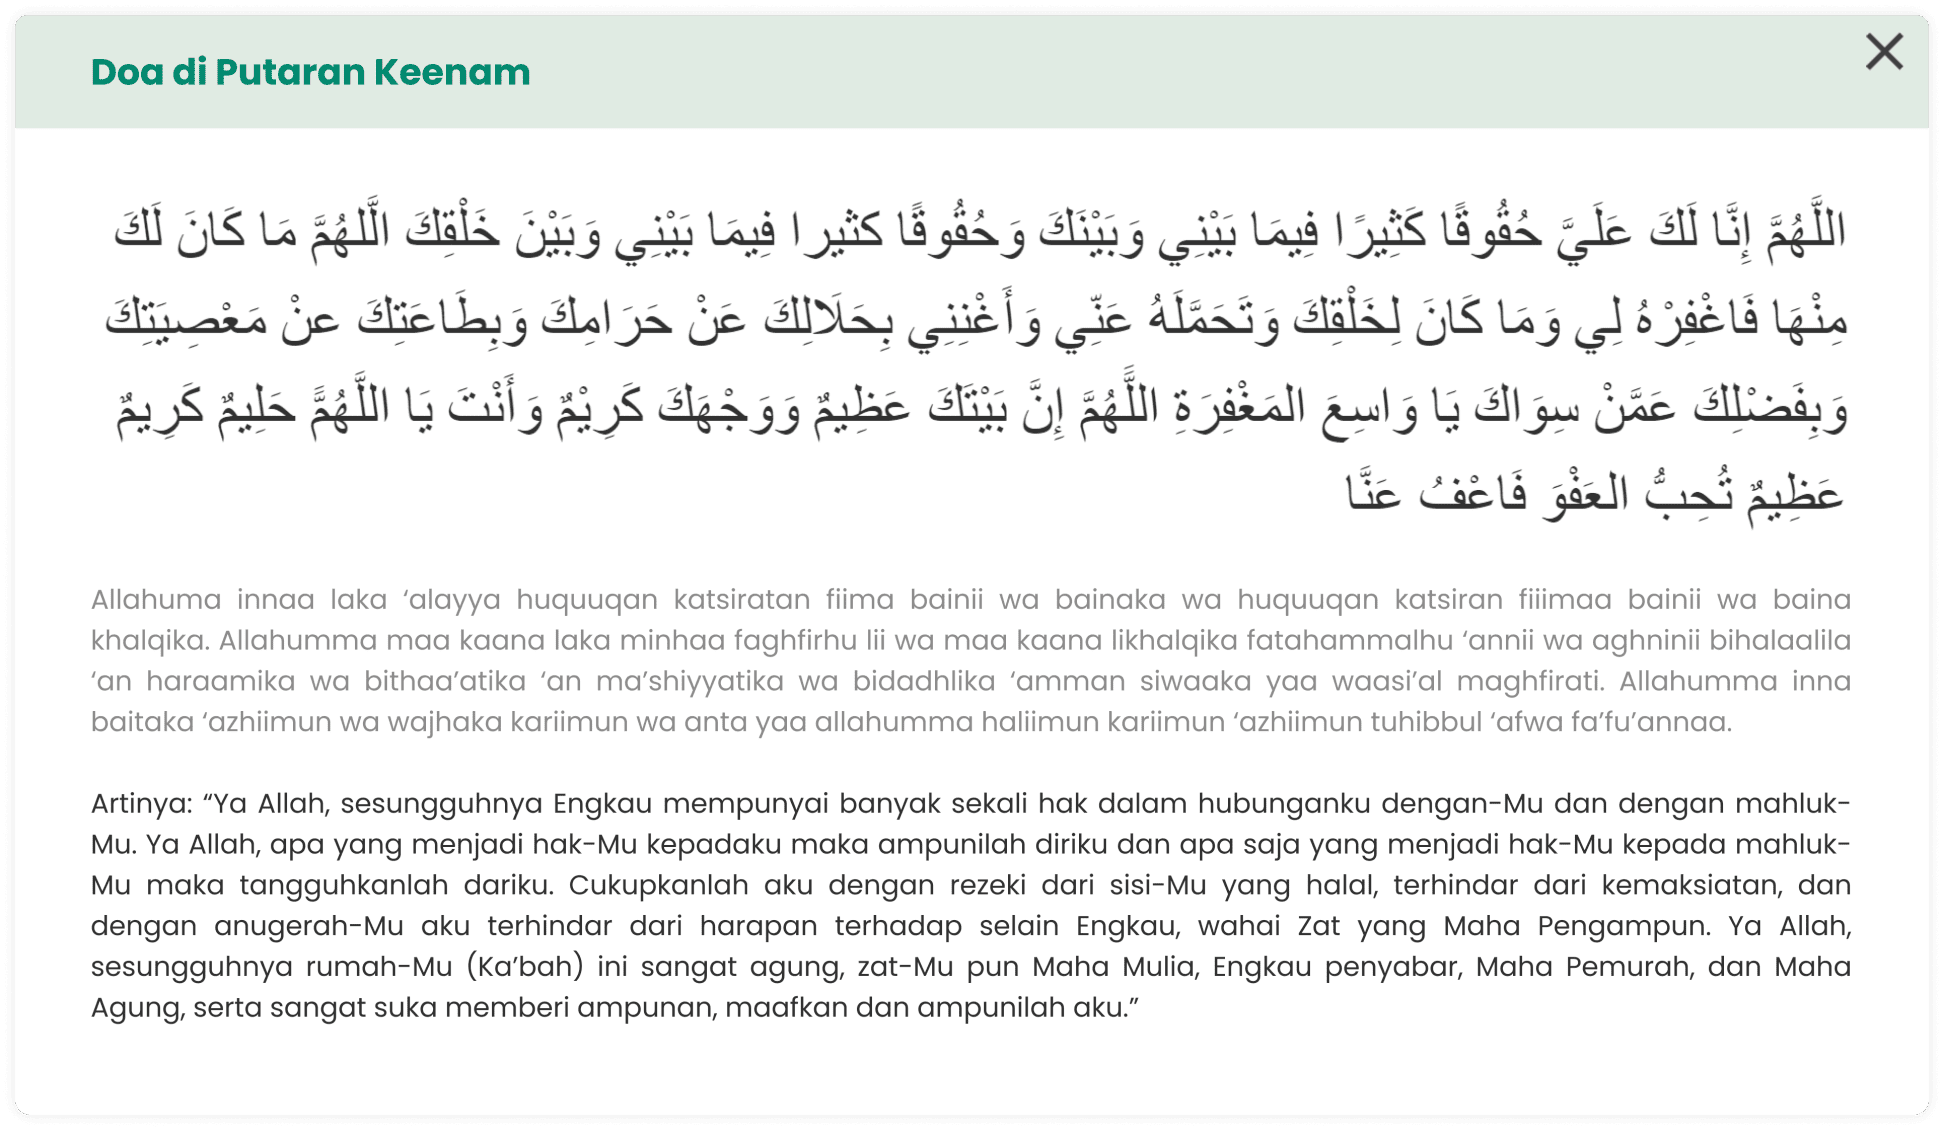 Doa di Putaran Keenam
اللَّهُمَّ إِنَّا لَكَ عَلَيَّ حُقُوقًا كَثِيرًا فِيمَا بَيْنِي وَبَيْنَكَ وَحُقُوقًا كثيرا فِيمَا بَيْنِي وَبَيْنَ خَلْقِكَ الَّلهُمَّ مَا كَانَ لَكَ
مِنْهَا فَاغْفِرْهُ لِي وَمَا كَانَ لِخَلْقِكَ وَتَحَمَّلَهُ عَنِّي وَأَغْنِنِي بِحَلَالِكَ عَنْ حَرَامِكَ وَبِطَاعَتِكَ عنْ مَعْصِيَتِكَ
وَبِفَضْلِكَ عَمَّنْ سِوَاكَ يَا وَاسِعَ المَغْفِرَةِ اللَّهُمَّ إِنَّ بَيْتَكَ عَظِيمٌ وَوَجْهَكَ كَرِيْمٌ وَأَنْتَ يَا اللَّهُمَّ حَلِيمٌ كَرِيمٌ
عَظِيمٌ تُحِبُّ العَفْوَ فَاعْفُ عَنَّا
Allahuma innaa laka ‘alayya huquuqan katsiratan fiima bainii wa bainaka wa huquuqan katsiran fiiimaa bainii wa baina
khalqika. Allahumma maa kaana laka minhaa faghfirhu lii wa maa kaana likhalqika fatahammalhu ‘annii wa aghninii bihalaalila
‘an haraamika wa bithaa’atika ‘an ma’shiyyatika wa bidadhlika ‘amman siwaaka yaa waasi’al maghfirati. Allahumma inna
baitaka ‘azhiimun wa wajhaka kariimun wa anta yaa allahumma haliimun kariimun ‘azhiimun tuhibbul ‘afwa fa’fu’annaa.
Artinya: “Ya Allah, sesungguhnya Engkau mempunyai banyak sekali hak dalam hubunganku dengan-Mu dan dengan mahluk-
Mu. Ya Allah, apa yang menjadi hak-Mu kepadaku maka ampunilah diriku dan apa saja yang menjadi hak-Mu kepada mahluk-
Mu maka tangguhkanlah dariku. Cukupkanlah aku dengan rezeki dari sisi-Mu yang halal, terhindar dari kemaksiatan, dan
dengan anugerah-Mu aku terhindar dari harapan terhadap selain Engkau, wahai Zat yang Maha Pengampun. Ya Allah,
sesungguhnya rumah-Mu (Ka’bah) ini sangat agung, zat-Mu pun Maha Mulia, Engkau penyabar, Maha Pemurah, dan Maha
Agung, serta sangat suka memberi ampunan, maafkan dan ampunilah aku.”